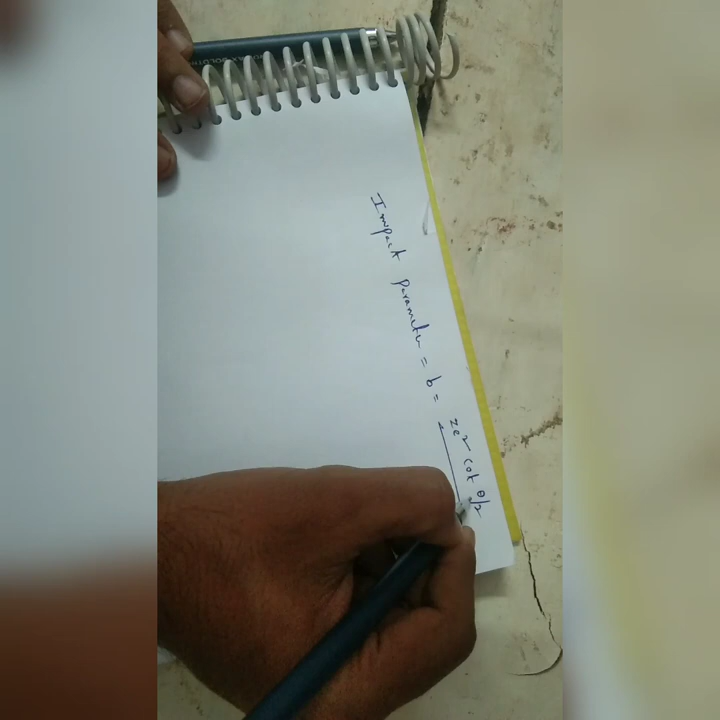 Impact Parameter = b = ze² cot θ/2